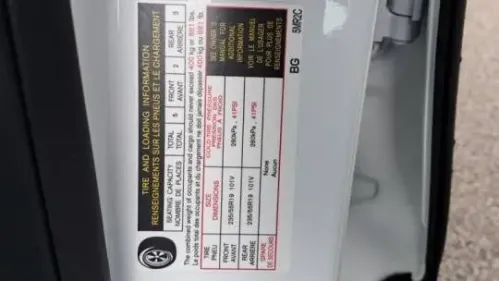 TIRE AND LOADING INFORMATION
RENSEIGNEMENTS SUR LES PNEUS ET LE CHARGEMENT
SEATING CAPACITY TOTAL 5 FRONT 2 REAR 3
NOMBRE DE PLACES TOTAL AVANT ARRIÈRE
The combined weight of occupants and cargo should never exceed 400 kg or 881 lbs.
Le poids total des occupants et du chargement ne doit jamais dépasser 400 kg ou 881 lb.
TIRE SIZE COLD TIRE PRESSURE
PNEU DIMENSIONS PRESSION DES PNEUS À FROID
FRONT AVANT 235/55R19 101V 280kPa, 41PSI
REAR ARRIÈRE 235/55R19 101V 280kPa, 41PSI
SPARE None
DE SECOURS Aucun
SEE OWNER'S
MANUAL FOR
ADDITIONAL
INFORMATION
VOIR LE MANUEL
DE L'USAGER
POUR PLUS DE
RENSEIGNEMENTS
BG 5MR2C